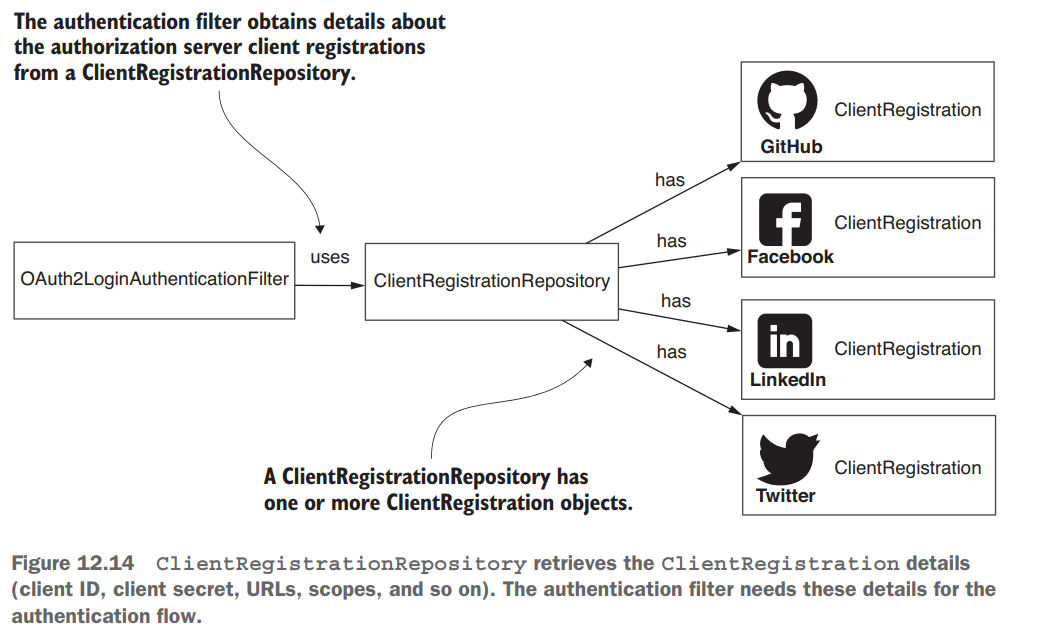 The authentication filter obtains details about
the authorization server client registrations
from a ClientRegistrationRepository.
ClientRegistration
GitHub
has
ClientRegistration
Facebook
has
uses
OAuth2LoginAuthenticationFilter
ClientRegistrationRepository
has
ClientRegistration
in
LinkedIn
has
ClientRegistration
Twitter
A ClientRegistrationRepository has
one or more ClientRegistration objects.
Figure 12.14 ClientRegistrationRepository retrieves the ClientRegistration details
(client ID, client secret, URLs, scopes, and so on). The authentication filter needs these details for the
authentication flow.